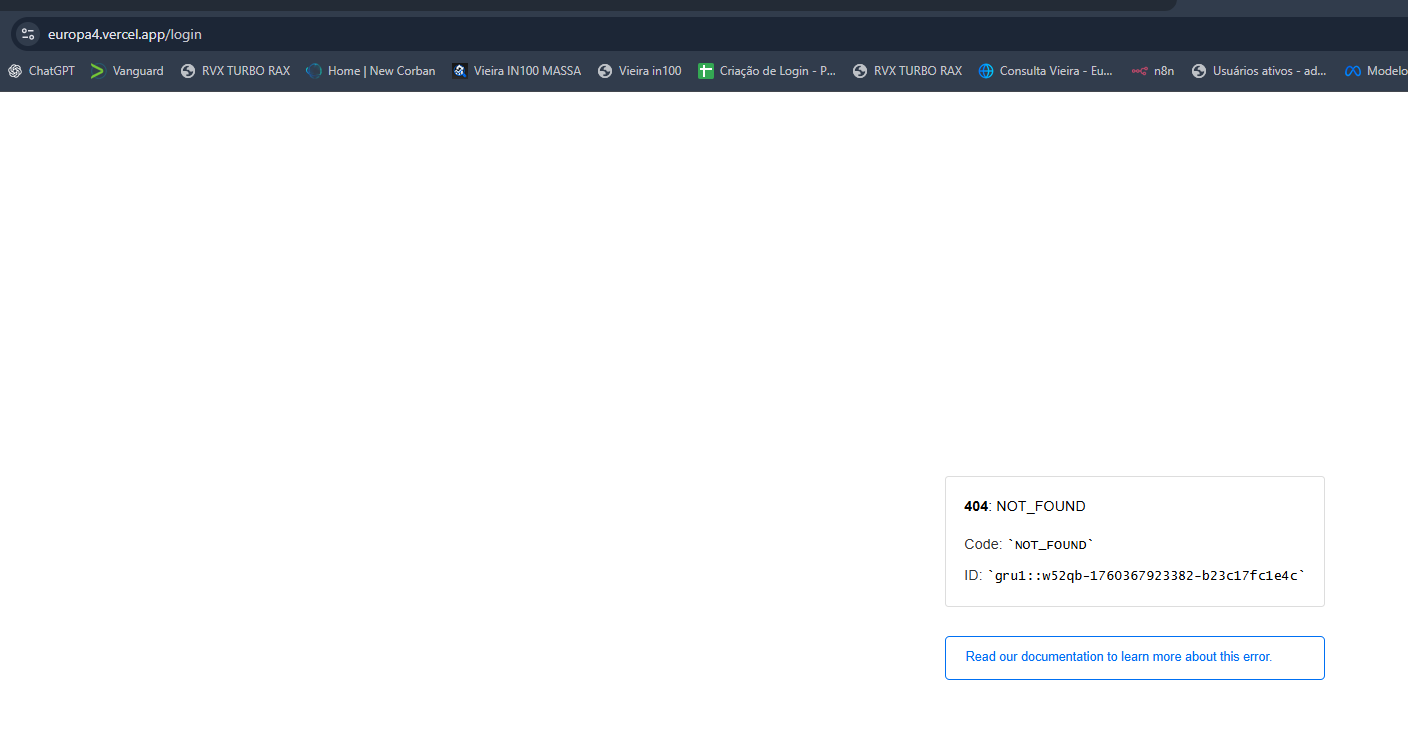 europa4.vercel.app/login
ChatGPT Vanguard RVX TURBO RAX Home | New Corban Vieira IN100 MASSA Vieira in100 Criação de Login - P... RVX TURBO RAX Consulta Vieira - Eu... n8n Usuários ativos - ad... Modelo
404: NOT_FOUND
Code: `NOT_FOUND`
ID: `gru1::w52qb-1760367923382-b23c17fc1e4c`
Read our documentation to learn more about this error.